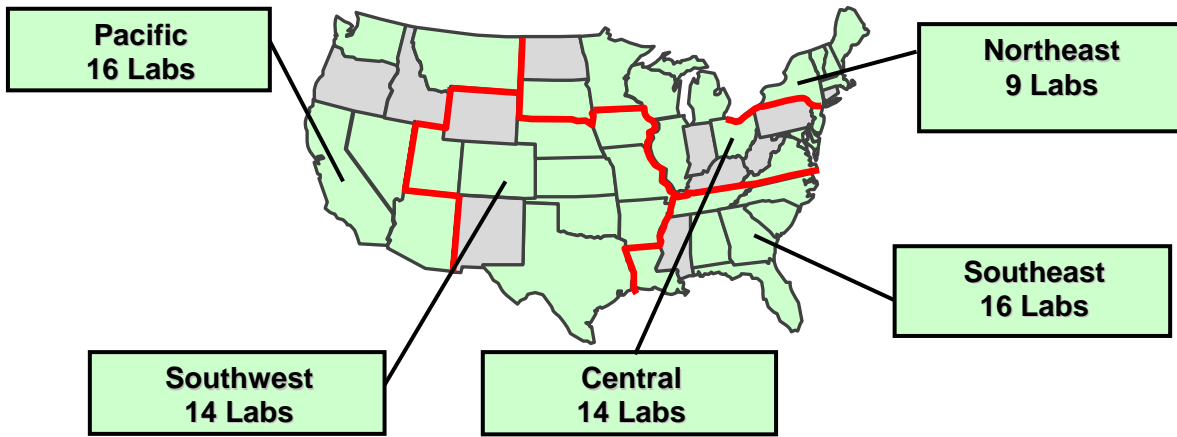 Pacific
16 Labs
Northeast
9 Labs
Southeast
16 Labs
Southwest
14 Labs
Central
14 Labs